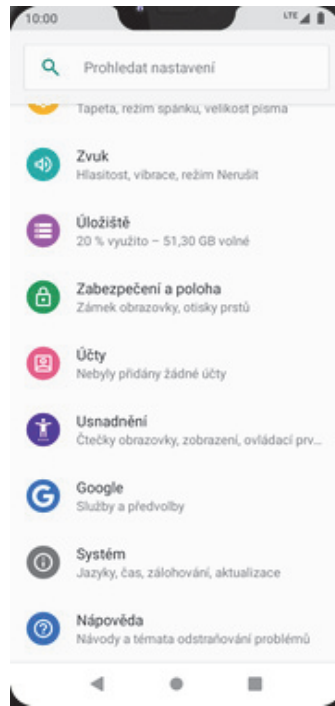 10:00
LTE
Prohledat nastavení
Tapeta, režim spánku, velikost písma
Zvuk
Hlasitost, vibrace, režim Nerušit
Úložiště
20 % využito – 51,30 GB volné
Zabezpečení a poloha
Zámek obrazovky, otisky prstů
Účty
Nebyly přidány žádné účty
Usnadnění
Čtečky obrazovky, zobrazení, ovládací prv…
Google
Služby a předvolby
Systém
Jazyky, čas, zálohování, aktualizace
Nápověda
Návody a témata odstraňování problémů